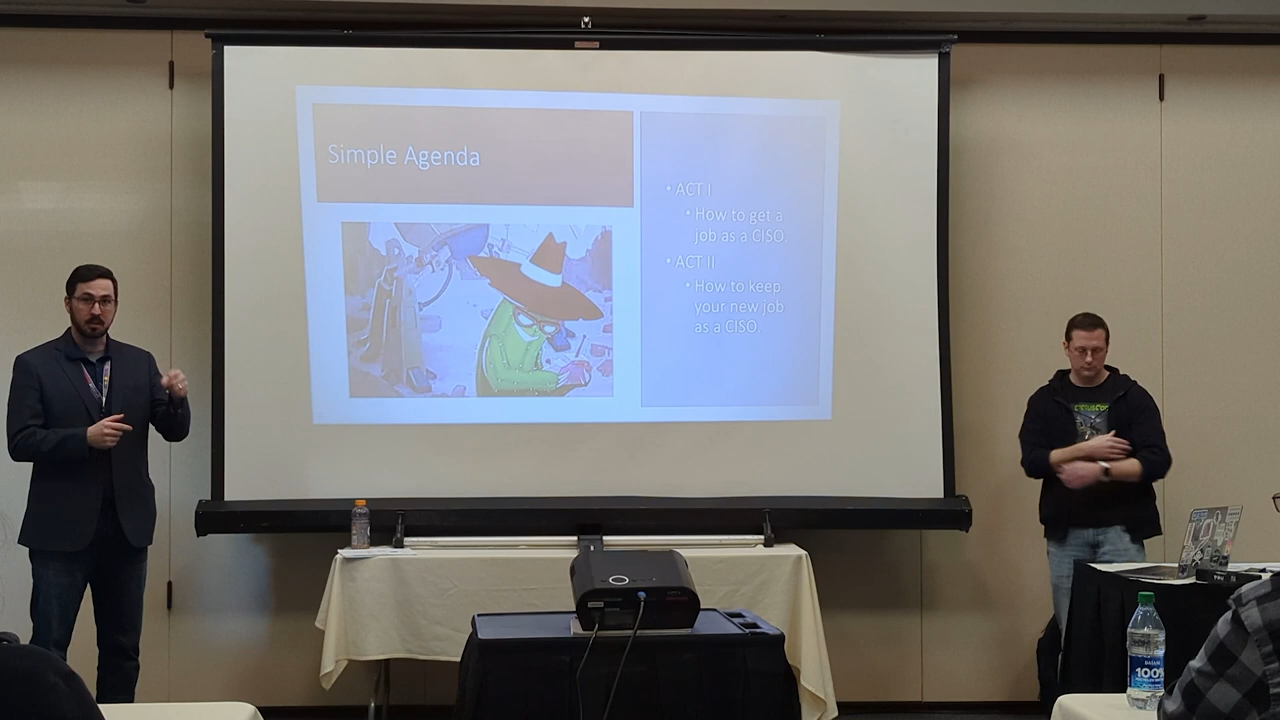 Simple Agenda
• ACT I
• How to get a
job as a CISO.
• ACT II
• How to keep
your new job
as a CISO.
DASANI
100%